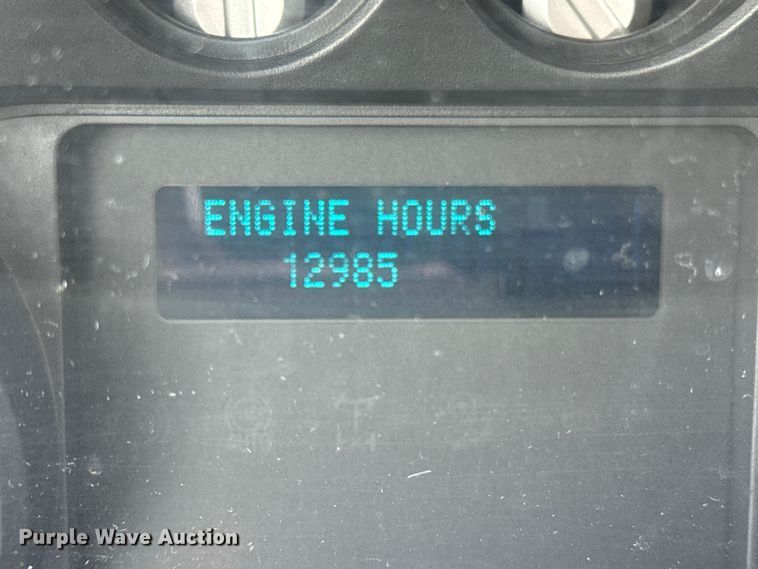 ENGINE HOURS
12985
Purple Wave Auction